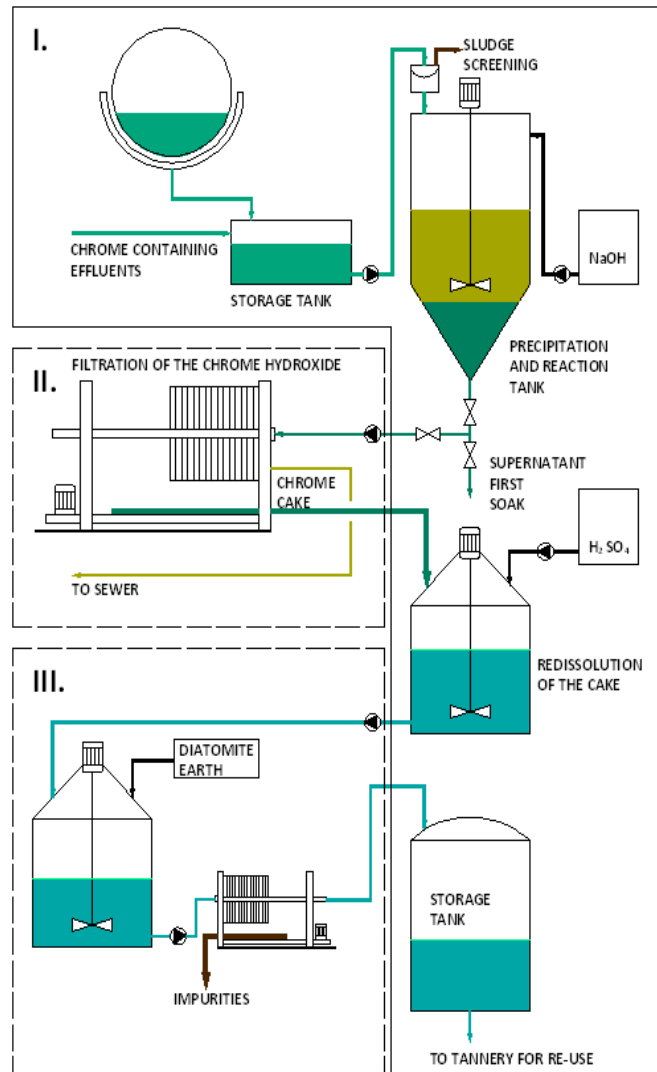 I.
SLUDGE
SCREENING
CHROME CONTAINING
EFFLUENTS
STORAGE TANK
NaOH
PRECIPITATION
AND REACTION
TANK
II.
FILTRATION OF THE CHROME HYDROXIDE
CHROME
CAKE
SUPERNATANT
FIRST
SOAK
TO SEWER
H₂ SO₄
REDISSOLUTION
OF THE CAKE
III.
DIATOMITE
EARTH
STORAGE
TANK
IMPURITIES
TO TANNERY FOR RE-USE